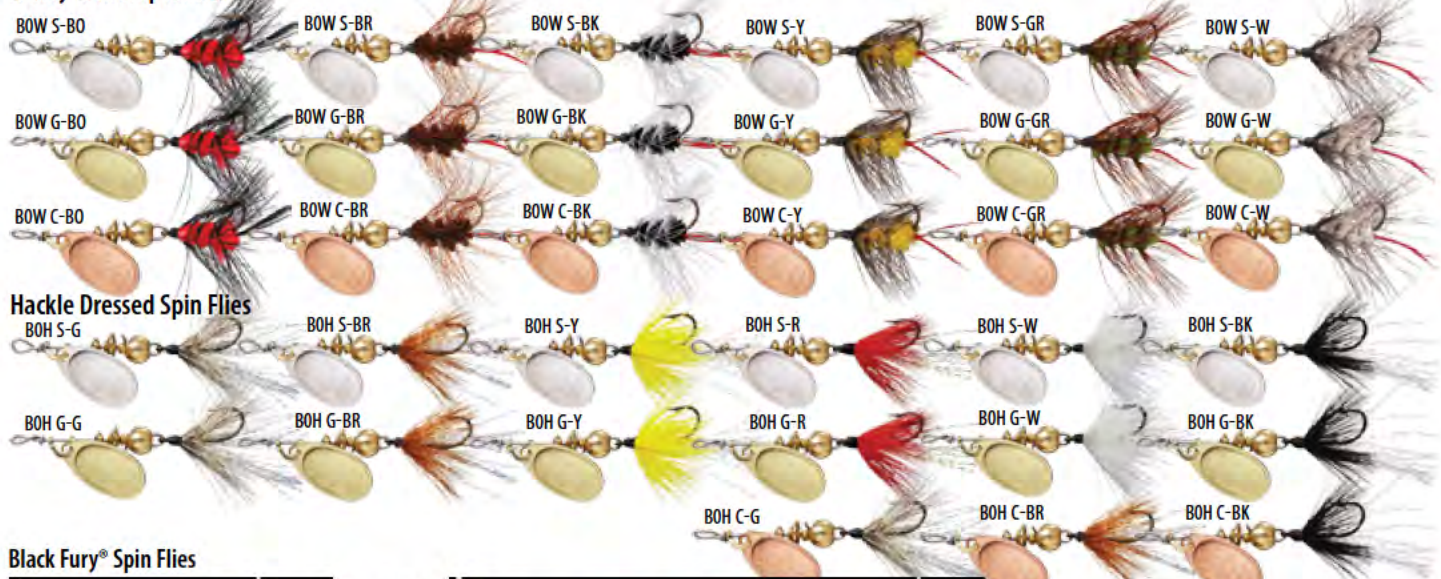 B0W S-BO B0W S-BR B0W S-BK B0W S-Y B0W S-GR B0W S-W
B0W G-BO B0W G-BR B0W G-BK B0W G-Y B0W G-GR B0W G-W
B0W C-BO B0W C-BR B0W C-BK B0W C-Y B0W C-GR B0W C-W
Hackle Dressed Spin Flies
B0H S-G B0H S-BR B0H S-Y B0H S-R B0H S-W B0H S-BK
B0H G-G B0H G-BR B0H G-Y B0H G-R B0H G-W B0H G-BK
B0H C-G B0H C-BR B0H C-BK
Black Fury® Spin Flies